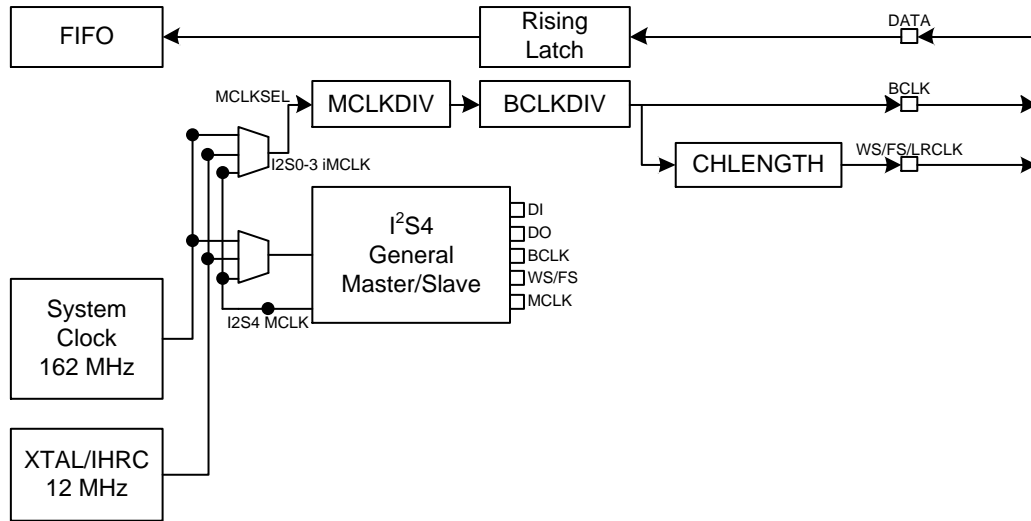 FIFO
Rising
Latch
DATA
MCLKSEL
MCLKDIV
BCLKDIV
BCLK
I2S0-3 iMCLK
CHLENGTH
WS/FS/LRCLK
I²S4
General
Master/Slave
DI
DO
BCLK
WS/FS
MCLK
I2S4 MCLK
System
Clock
162 MHz
XTAL/IHRC
12 MHz